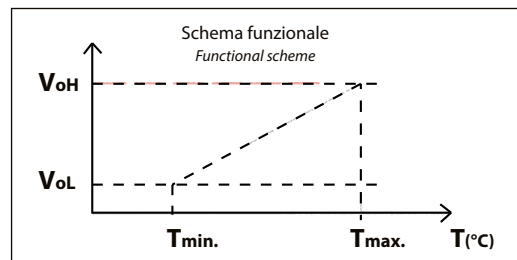 Schema funzionale
Functional scheme
VoH
VoL
Tmin. Tmax. T(°C)